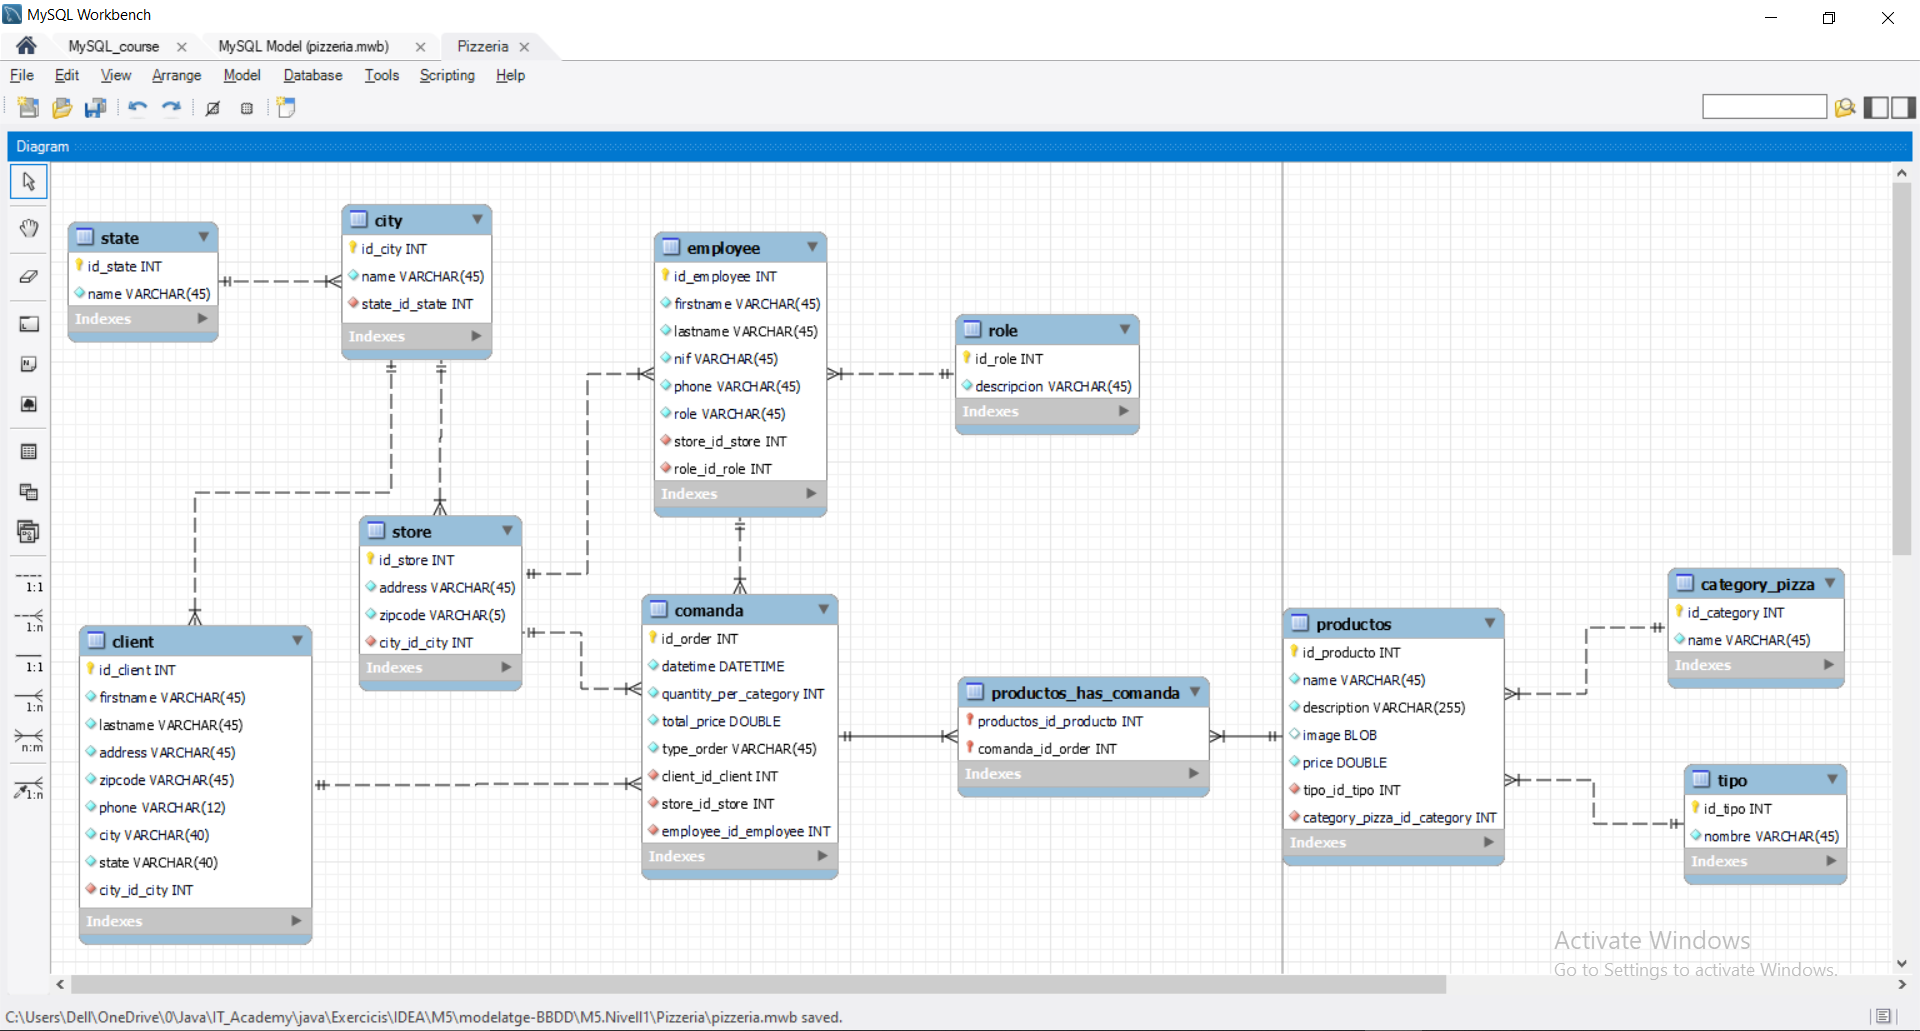 MySQL Workbench
MySQL_course
MySQL Model (pizzeria.mwb)
Pizzeria
File Edit View Arrange Model Database Tools Scripting Help
Diagram
state
id_state INT
name VARCHAR(45)
Indexes
city
id_city INT
name VARCHAR(45)
state_id_state INT
Indexes
employee
id_employee INT
firstname VARCHAR(45)
lastname VARCHAR(45)
nif VARCHAR(45)
phone VARCHAR(45)
role VARCHAR(45)
store_id_store INT
role_id_role INT
Indexes
role
id_role INT
descripcion VARCHAR(45)
Indexes
store
id_store INT
address VARCHAR(45)
zipcode VARCHAR(5)
city_id_city INT
Indexes
client
id_client INT
firstname VARCHAR(45)
lastname VARCHAR(45)
address VARCHAR(45)
zipcode VARCHAR(45)
phone VARCHAR(12)
city VARCHAR(40)
state VARCHAR(40)
city_id_city INT
Indexes
comanda
id_order INT
datetime DATETIME
quantity_per_category INT
total_price DOUBLE
type_order VARCHAR(45)
client_id_client INT
store_id_store INT
employee_id_employee INT
Indexes
productos_has_comanda
productos_id_producto INT
comanda_id_order INT
Indexes
productos
id_producto INT
name VARCHAR(45)
description VARCHAR(255)
image BLOB
price DOUBLE
tipo_id_tipo INT
category_pizza_id_category INT
Indexes
category_pizza
id_category INT
name VARCHAR(45)
Indexes
tipo
id_tipo INT
nombre VARCHAR(45)
Indexes
1:1
1:n
1:1
1:n
n:m
1:n
Activate Windows
Go to Settings to activate Windows.
C:\Users\Dell\OneDrive\0\Java\IT_Academy\java\Exercicis\IDEA\M5\modelatge-BBDD\M5.Nivell1\Pizzeria\pizzeria.mwb saved.